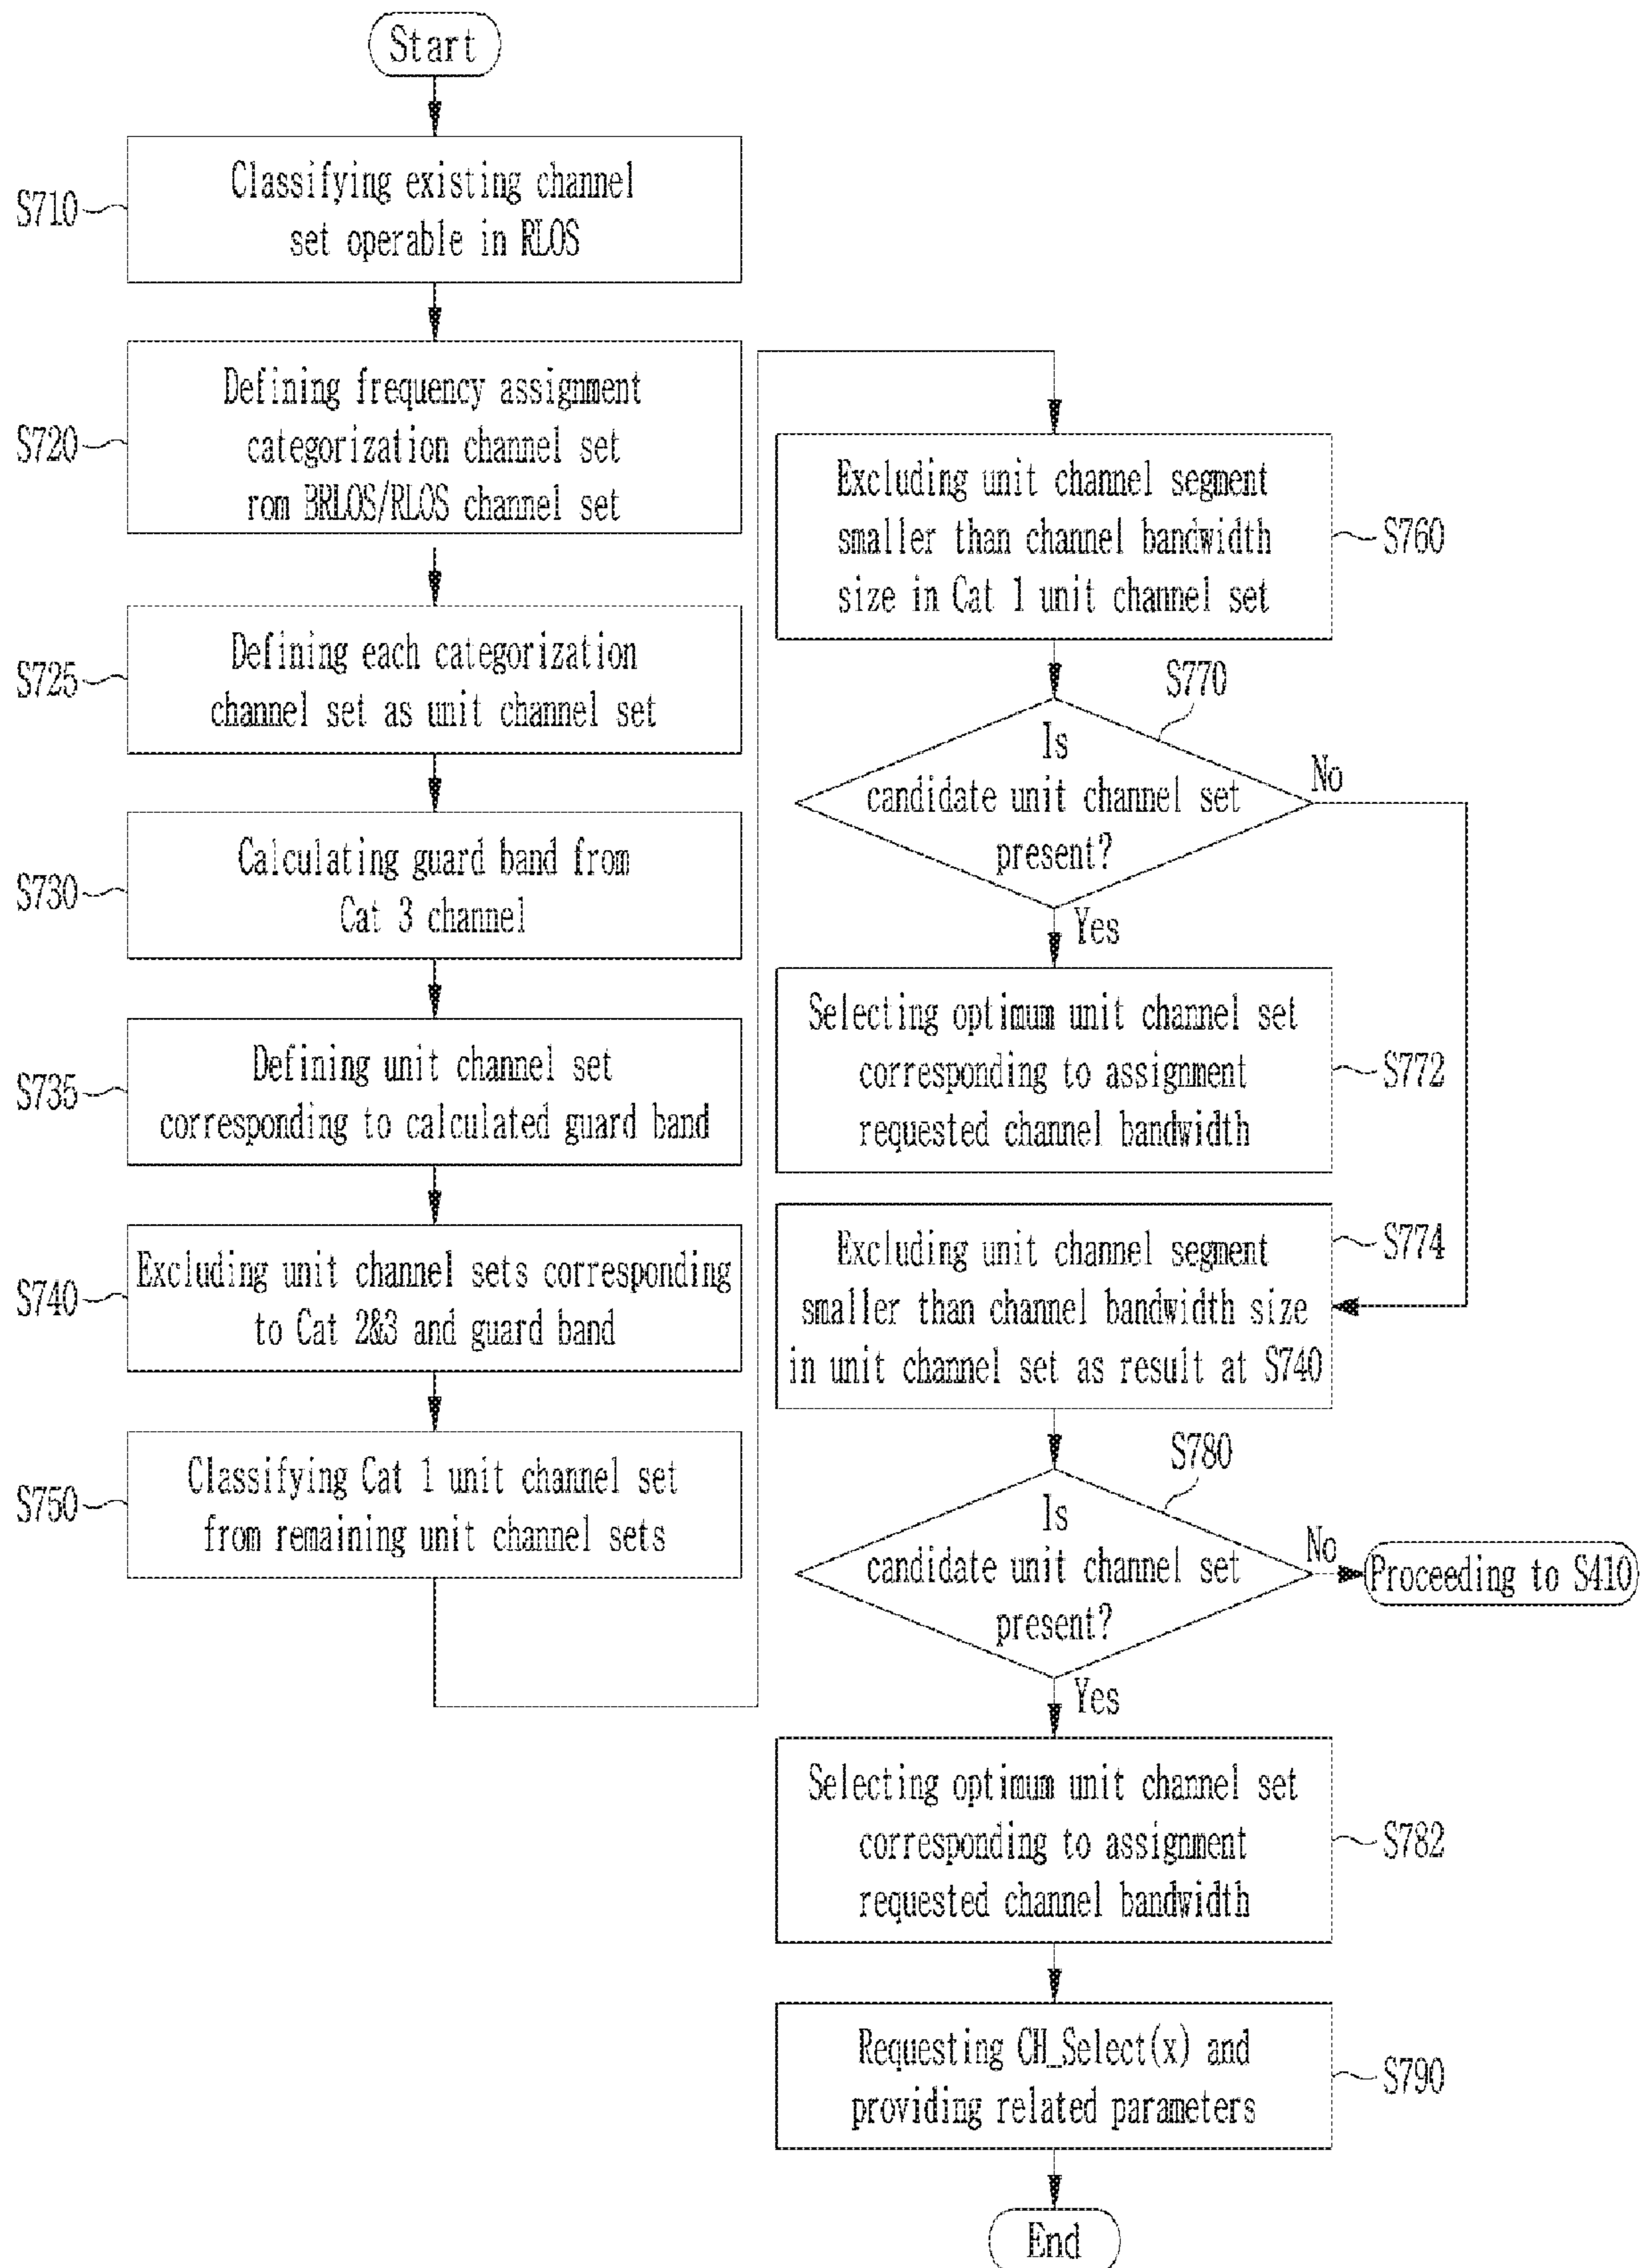 Start
S710
Classifying existing channel
set operable in RLOS
S720
Defining frequency assignment
categorization channel set
rom BRLOS/RLOS channel set
S725
Defining each categorization
channel set as unit channel set
S730
Calculating guard band from
Cat 3 channel
S735
Defining unit channel set
corresponding to calculated guard band
S740
Excluding unit channel sets corresponding
to Cat 2&3 and guard band
S750
Classifying Cat 1 unit channel set
from remaining unit channel sets
Excluding unit channel segment
smaller than channel bandwidth
size in Cat 1 unit channel set
S760
S770
Is
candidate unit channel set
present?
No
Yes
Selecting optimum unit channel set
corresponding to assignment
requested channel bandwidth
S772
Excluding unit channel segment
smaller than channel bandwidth size
in unit channel set as result at S740
S774
S780
Is
candidate unit channel set
present?
No
Proceeding to S410
Yes
Selecting optimum unit channel set
corresponding to assignment
requested channel bandwidth
S782
Requesting CH_Select(x) and
providing related parameters
S790
End